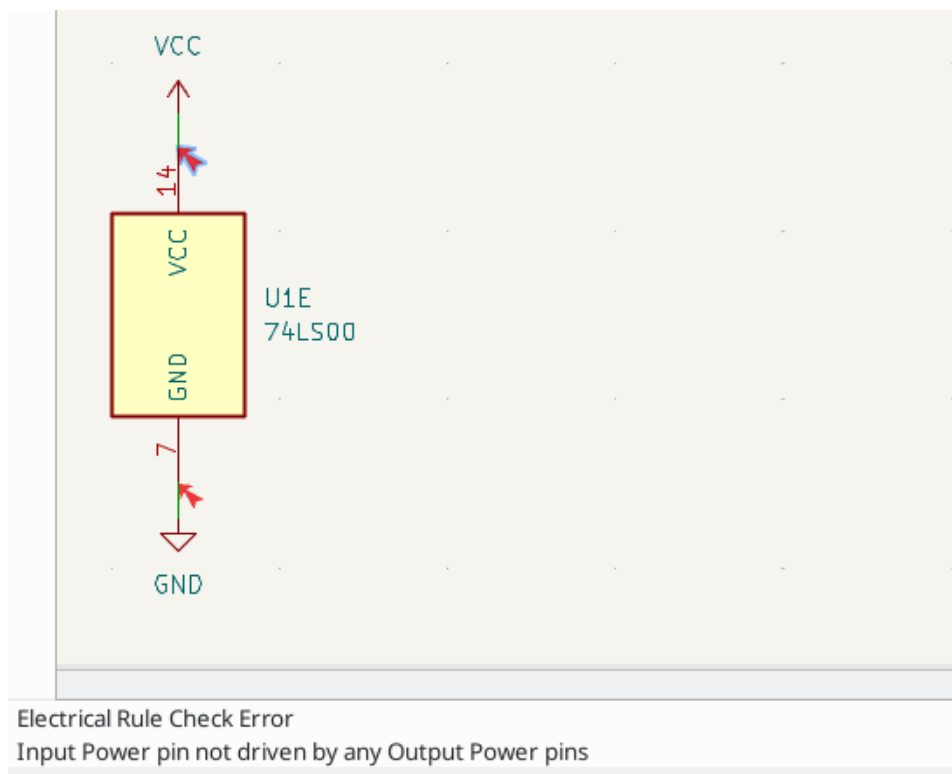 VCC
14
VCC
U1E
74LS00
GND
7
GND
Electrical Rule Check Error
Input Power pin not driven by any Output Power pins